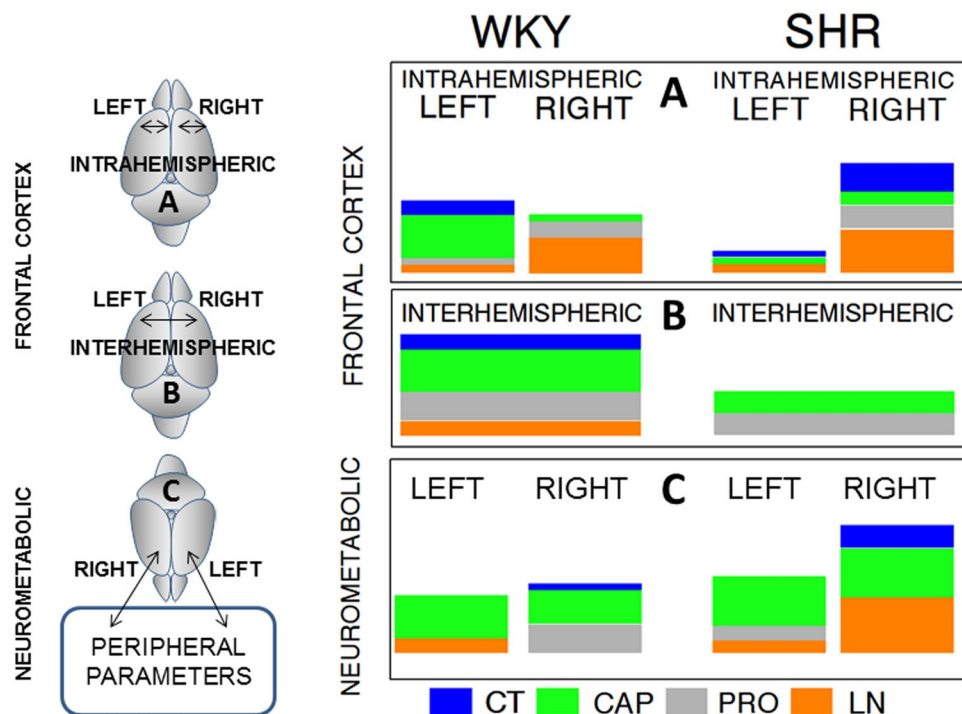 WKY SHR
FRONTAL CORTEX
LEFT RIGHT
INTRAHEMISPHERIC
A
LEFT RIGHT
INTERHEMISPHERIC
B
NEUROMETABOLIC
C
RIGHT LEFT
PERIPHERAL
PARAMETERS
FRONTAL CORTEX
INTRAHEMISPHERIC A INTRAHEMISPHERIC
LEFT RIGHT LEFT RIGHT
INTERHEMISPHERIC B INTERHEMISPHERIC
NEUROMETABOLIC
LEFT RIGHT C LEFT RIGHT
CT CAP PRO LN